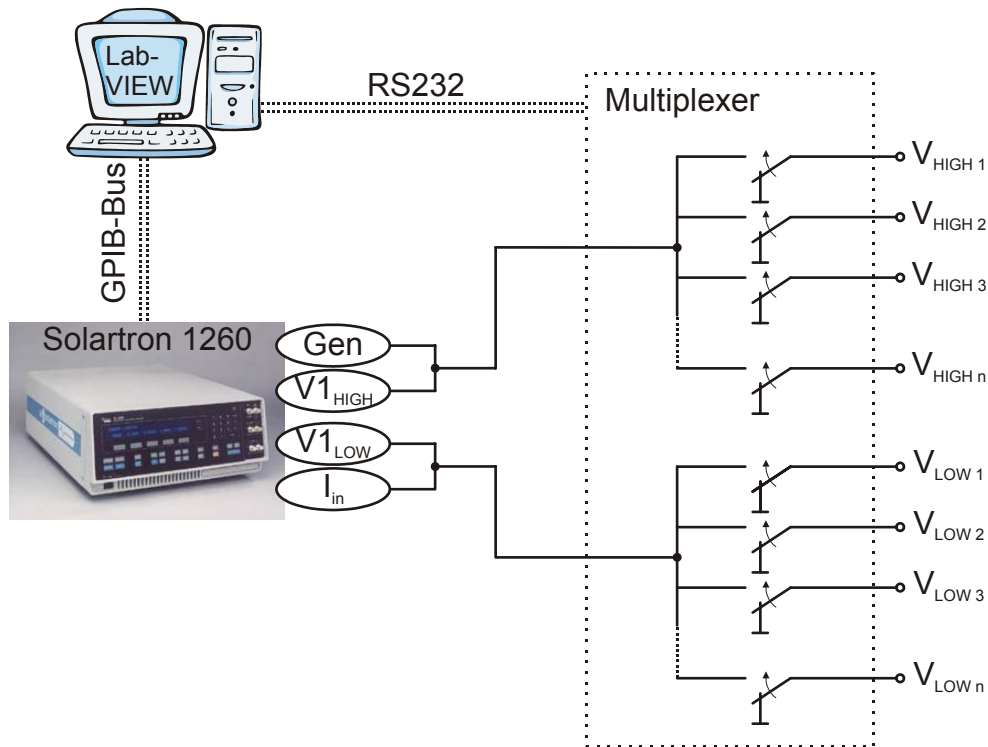 Lab-
VIEW
RS232
Multiplexer
GPIB-Bus
Solartron 1260
Gen
V1HIGH
V1LOW
Iin
VHIGH 1
VHIGH 2
VHIGH 3
VHIGH n
VLOW 1
VLOW 2
VLOW 3
VLOW n